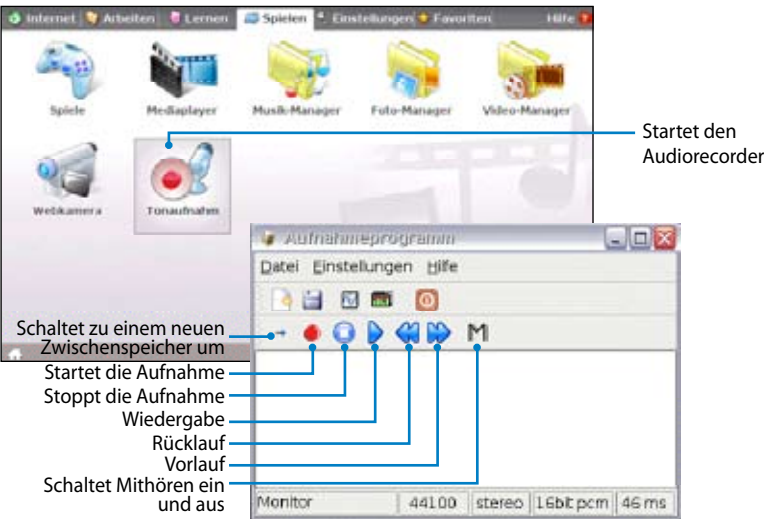 Internet Arbeiten Lernen Spielen Einstellungen Favoriten Hilfe
Spiele Mediaplayer Musik-Manager Foto-Manager Video-Manager
Startet den
Audiorecorder
Webkamera Tonaufnahm
Aufnahmeprogramm
Datei Einstellungen Hilfe
Schaltet zu einem neuen
Zwischenspeicher um
M
Startet die Aufnahme
Stoppt die Aufnahme
Wiedergabe
Rücklauf
Vorlauf
Schaltet Mithören ein
und aus
Monitor 44100 stereo 16bit pcm 46 ms